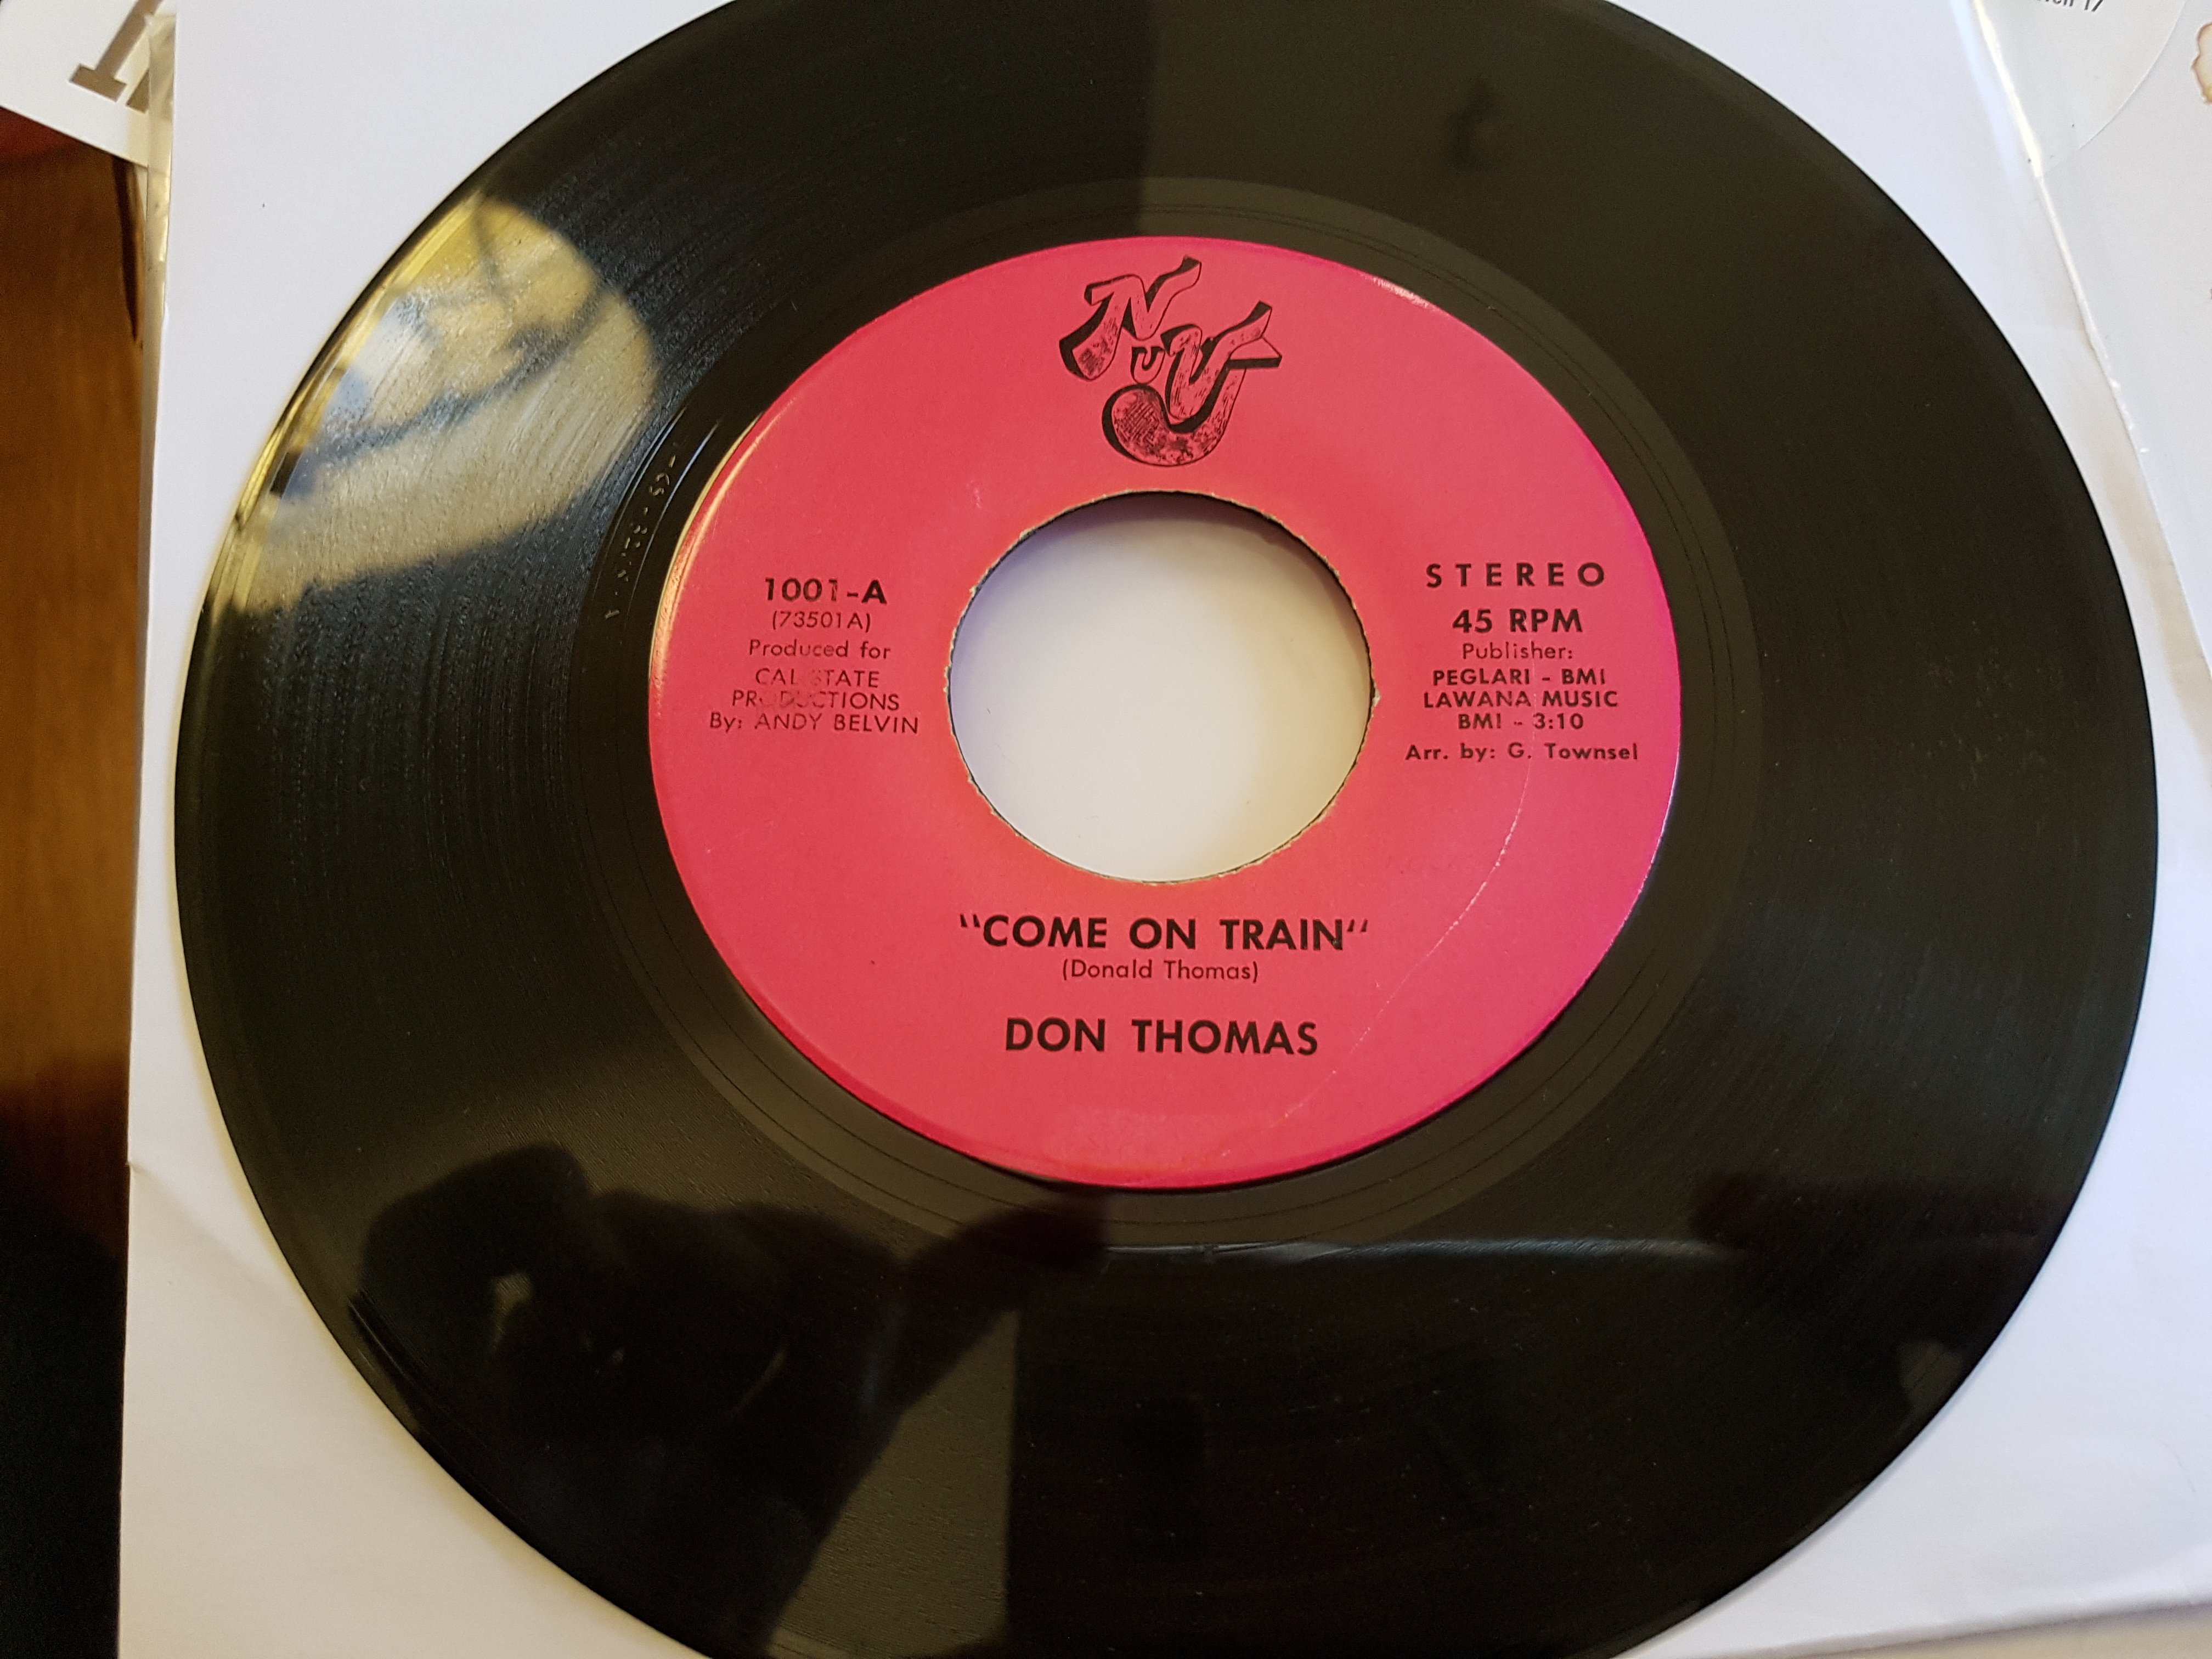 NUVJ
1001-A
(73501A)
Produced for
CAL STATE
PRODUCTIONS
By: ANDY BELVIN
STEREO
45 RPM
Publisher:
PEGLARI - BMI
LAWANA MUSIC
BMI - 3:10
Arr. by: G. Townsel
"COME ON TRAIN"
(Donald Thomas)
DON THOMAS